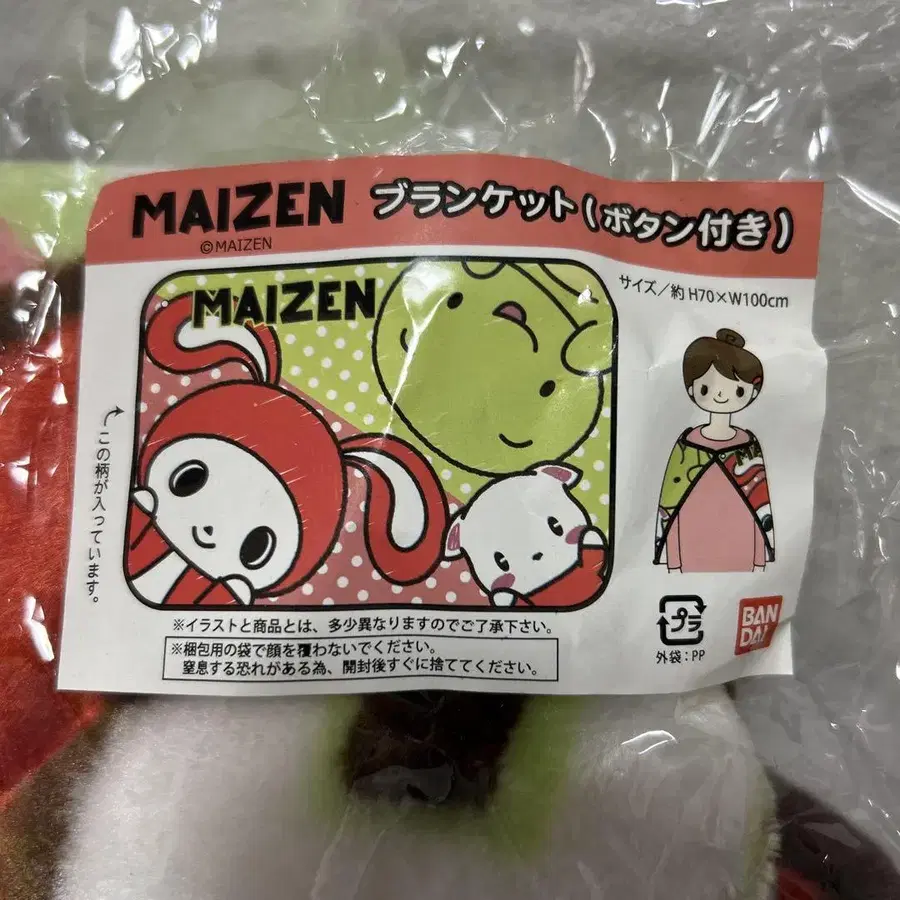 MAIZEN ブランケット(ボタン付き)
©MAIZEN
サイズ/約 H70×W100cm
MAIZEN
この柄が入っています。
※イラストと商品とは、多少異なりますのでご了承下さい。
※梱包用の袋で顔を覆わないでください。
窒息する恐れがある為、開封後すぐに捨ててください。
プラ
外袋:PP
BAN
DAI